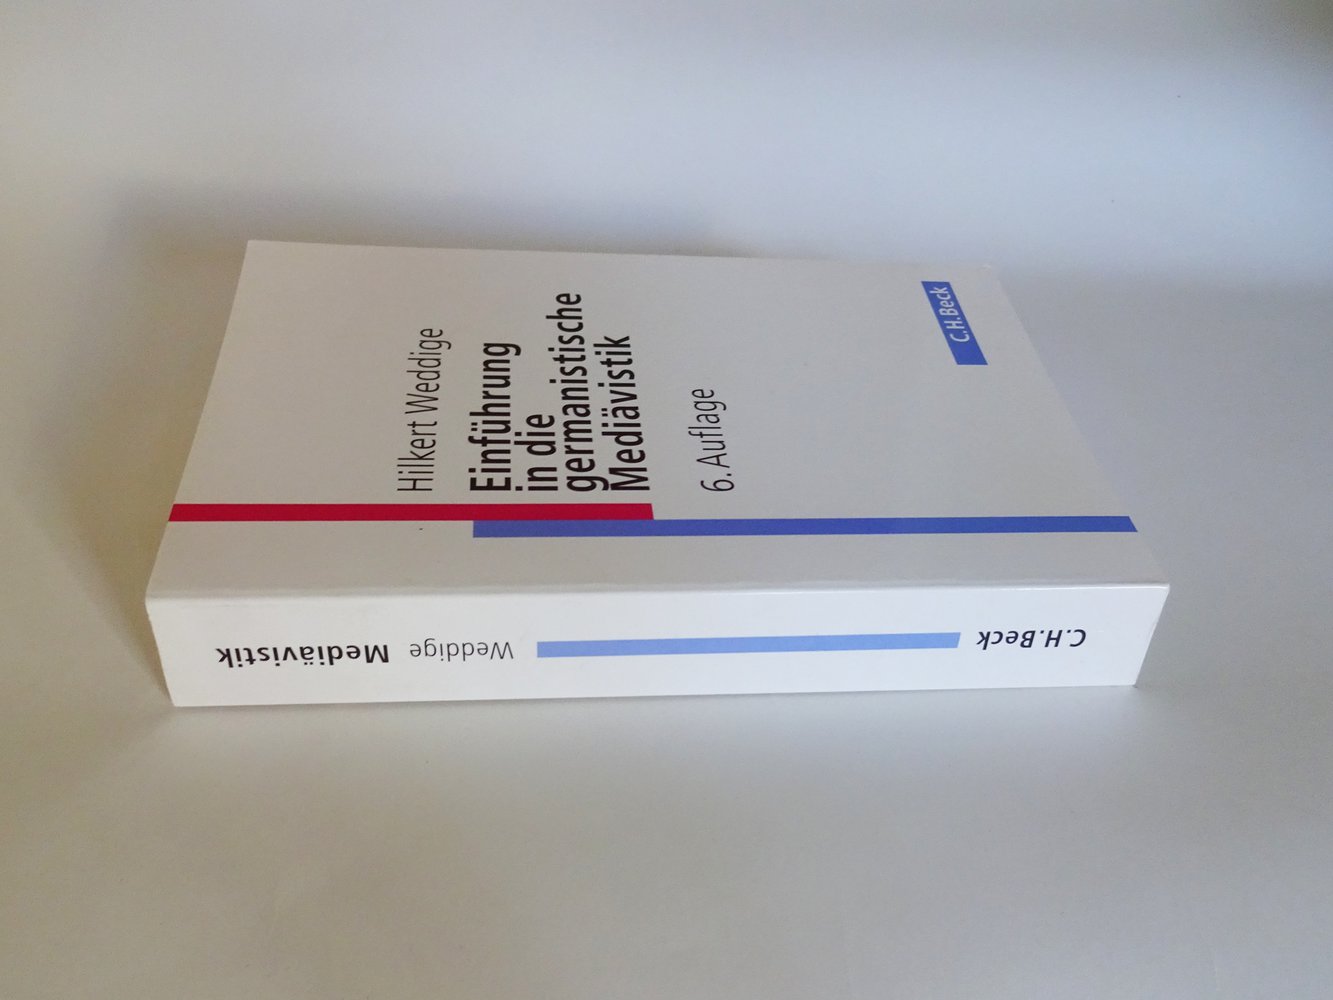 Hilkert Weddige
Einführung
in die
germanistische
Mediävistik
6. Auflage
C.H.Beck
C.H.Beck
Weddige Mediävistik